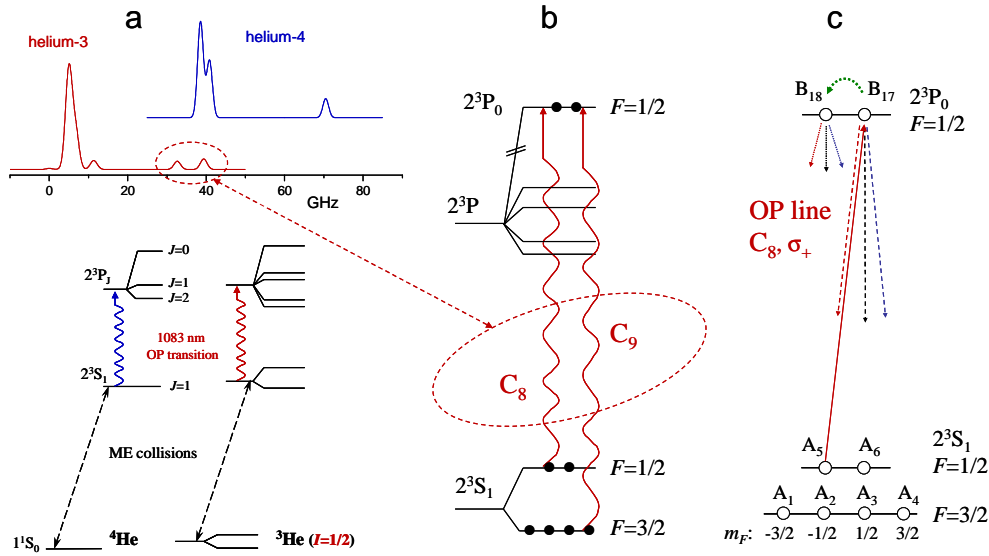 a
helium-3
helium-4
0 20 40 60 80
GHz
2³P_J
J=0
J=1
J=2
1083 nm
OP transition
2³S₁
J=1
ME collisions
1¹S₀
⁴He
³He (I=1/2)
b
2³P₀
F=1/2
2³P
C₉
C₈
2³S₁
F=1/2
F=3/2
c
B₁₈ B₁₇
2³P₀
F=1/2
OP line
C₈, σ₊
A₅ A₆
2³S₁
F=1/2
A₁ A₂ A₃ A₄
F=3/2
m_F: -3/2 -1/2 1/2 3/2